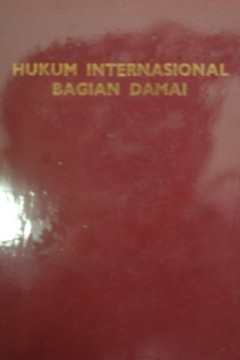 HUKUM INTERNASIONAL
BAGIAN DAMAI